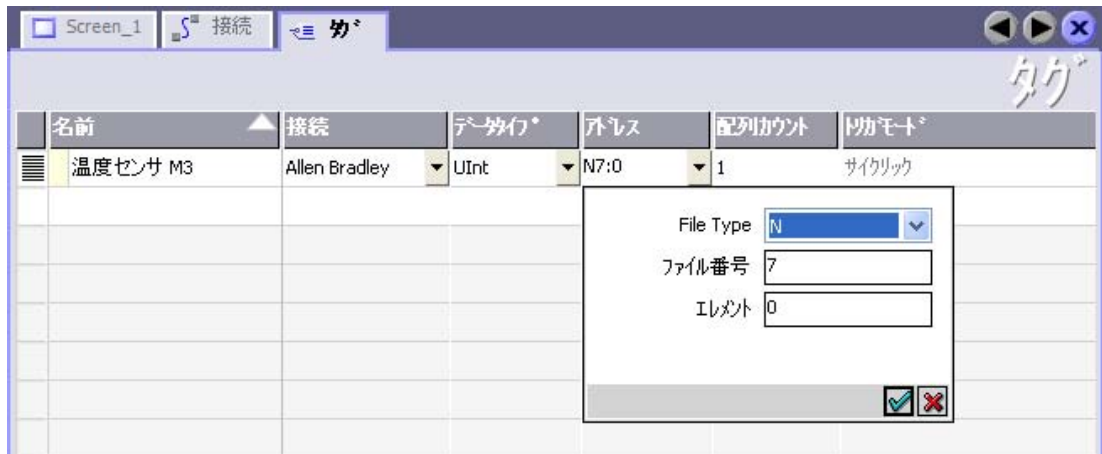 Screen_1 接続 タグ
タグ
名前 接続 データタイプ アドレス 配列カウント トリガモード
温度センサ M3 Allen Bradley UInt N7:0 1 サイクリック
File Type N
ファイル番号 7
エレメント 0